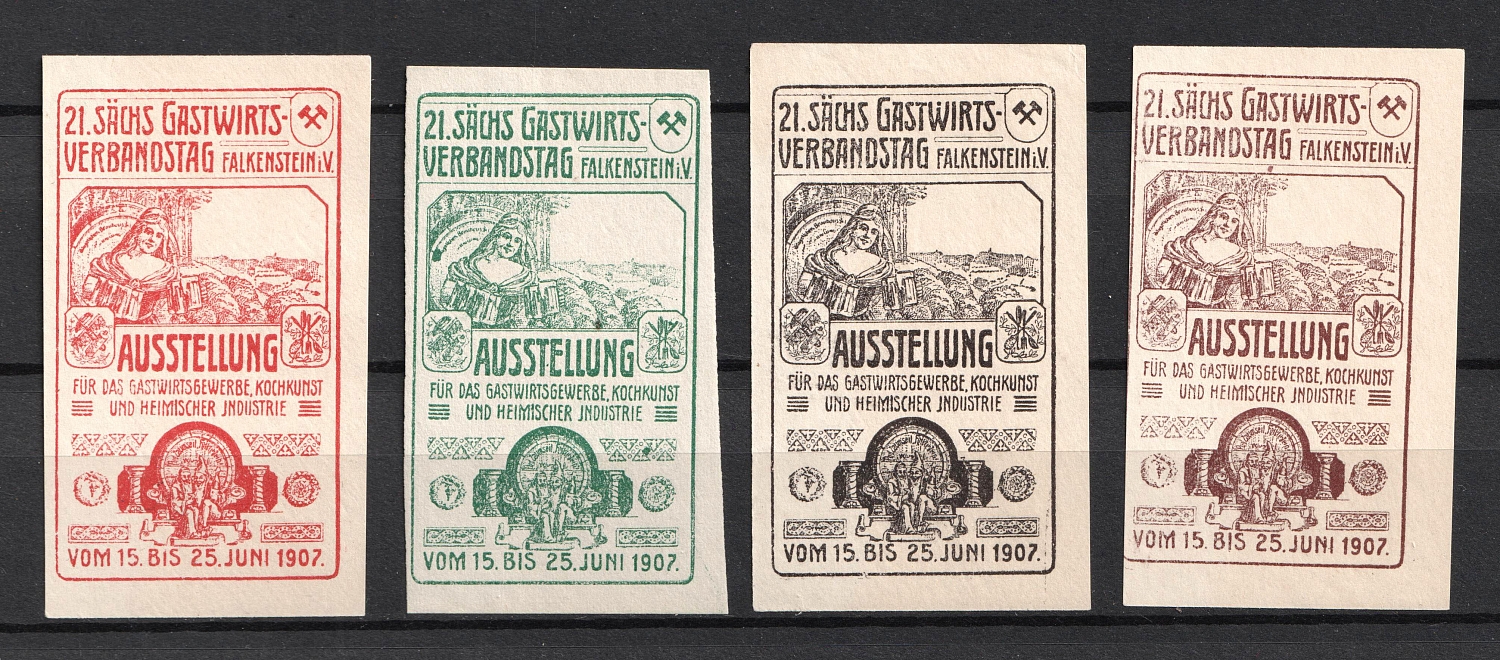 21. SÄCHS GASTWIRTS-
VERBANDSTAG FALKENSTEIN i.V.
AUSSTELLUNG
FÜR DAS GASTWIRTSGEWERBE, KOCHKUNST
UND HEIMISCHER JNDUSTRIE
VOM 15. BIS 25. JUNI 1907.
21. SÄCHS GASTWIRTS-
VERBANDSTAG FALKENSTEIN i.V.
AUSSTELLUNG
FÜR DAS GASTWIRTSGEWERBE, KOCHKUNST
UND HEIMISCHER JNDUSTRIE
VOM 15. BIS 25. JUNI 1907.
21. SÄCHS GASTWIRTS-
VERBANDSTAG FALKENSTEIN i.V.
AUSSTELLUNG
FÜR DAS GASTWIRTSGEWERBE, KOCHKUNST
UND HEIMISCHER JNDUSTRIE
VOM 15. BIS 25. JUNI 1907.
21. SÄCHS GASTWIRTS-
VERBANDSTAG FALKENSTEIN i.V.
AUSSTELLUNG
FÜR DAS GASTWIRTSGEWERBE, KOCHKUNST
UND HEIMISCHER JNDUSTRIE
VOM 15. BIS 25. JUNI 1907.